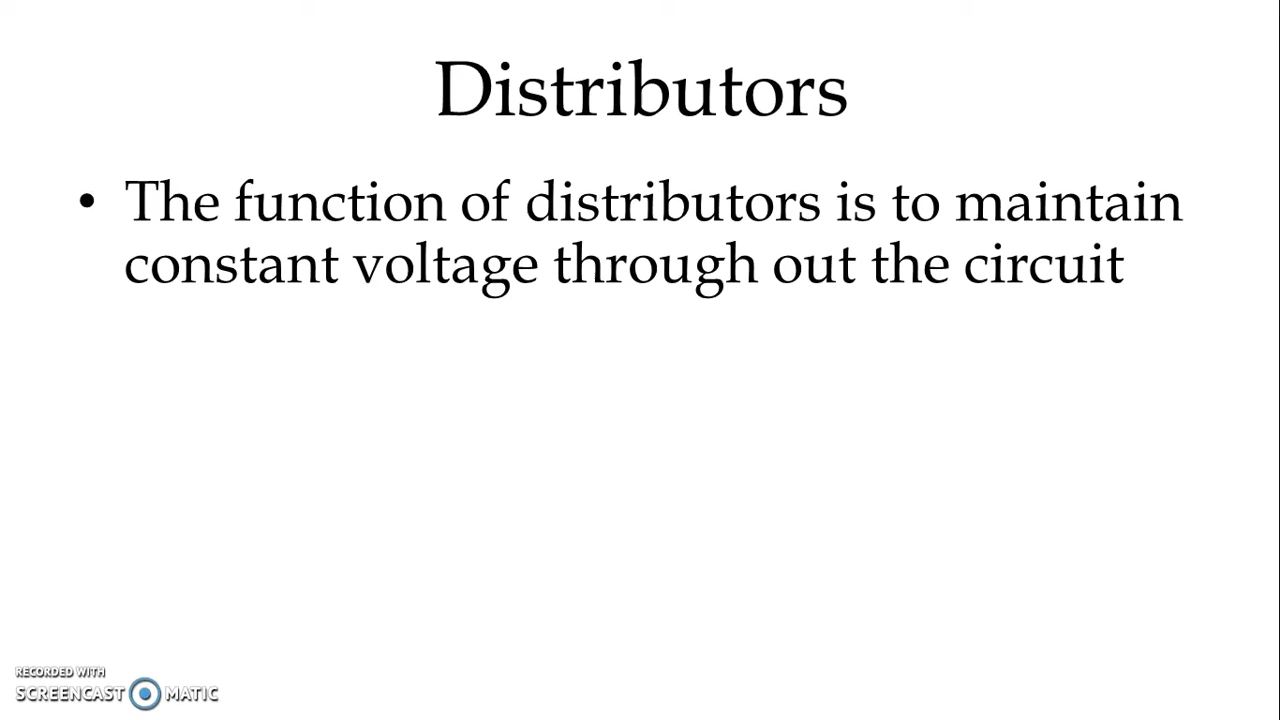 Distributors
• The function of distributors is to maintain
constant voltage through out the circuit
RECORDED WITH
SCREENCAST MATIC